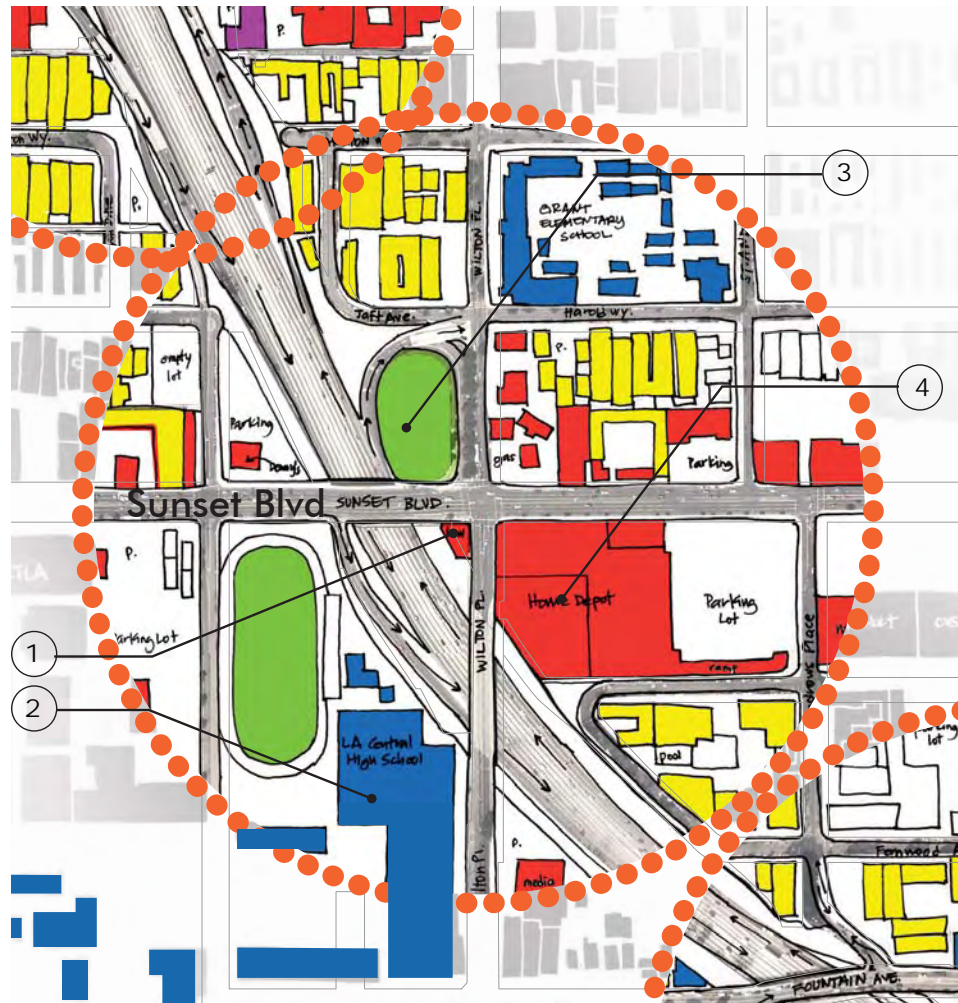 P.
P.
WILTON PL.
3
GRANT
ELEMENTARY
SCHOOL
Taft Ave.
Harold wy.
empty
lot
P.
4
Parking
Denny's
gas
Parking
Sunset Blvd
SUNSET BLVD.
P.
Home Depot
Parking
Lot
1
Parking Lot
WILTON PL.
ramp
2
LA Central
High School
Pool
Parking
lot
P.
media
Fernwood
FOUNTAIN AVE.